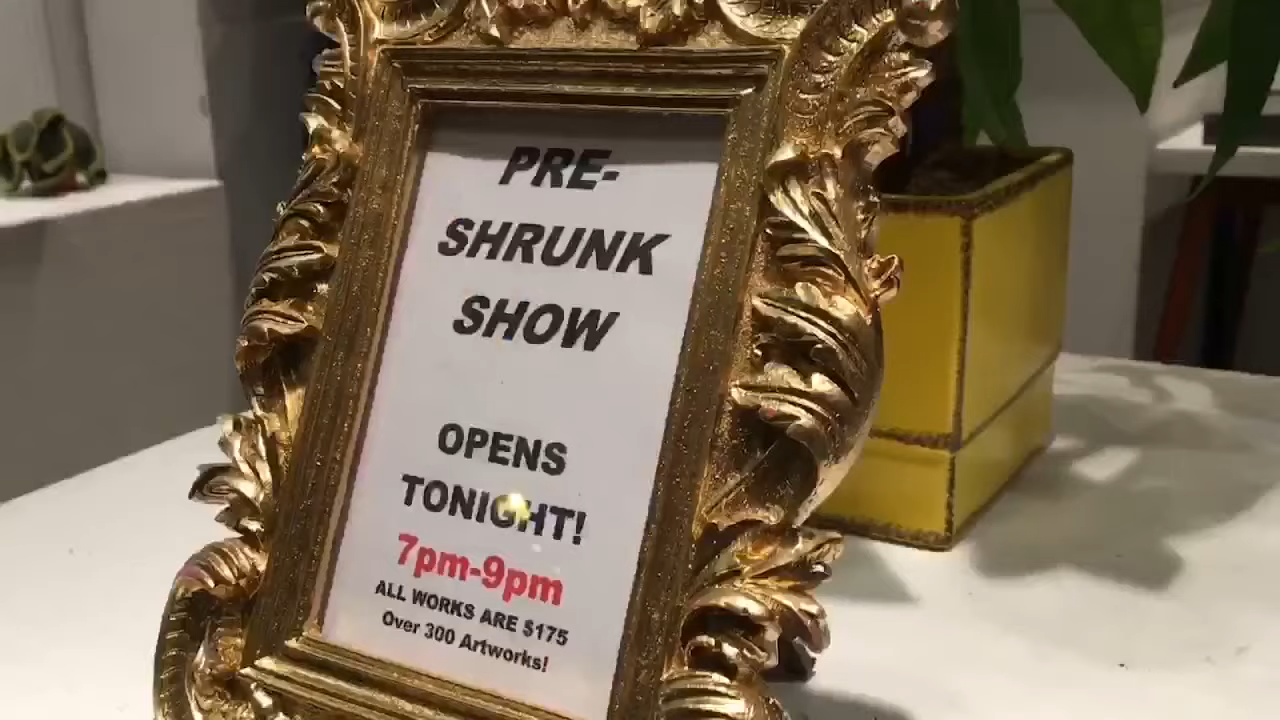 PRE-
SHRUNK
SHOW
OPENS
TONIGHT!
7pm-9pm
ALL WORKS ARE $175
Over 300 Artworks!